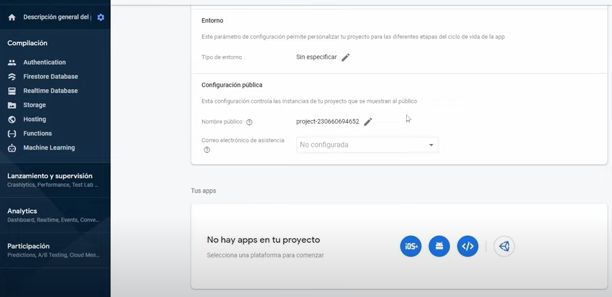 Descripción general del
Compilación
Authentication
Firestore Database
Realtime Database
Storage
Hosting
Functions
Machine Learning
Lanzamiento y supervisión
Crashlytics, Performance, Test Lab ...
Analytics
Dashboard, Realtime, Events, Conve...
Participación
Predictions, A/B Testing, Cloud Mes...
Entorno
Este parámetro de configuración permite personalizar tu proyecto para las diferentes etapas del ciclo de vida de la app
Tipo de entorno
Sin especificar
Configuración pública
Esta configuración controla las instancias de tu proyecto que se muestran al público
Nombre público
project-230660694652
Correo electrónico de asistencia
No configurada
Tus apps
No hay apps en tu proyecto
Selecciona una plataforma para comenzar
iOS+